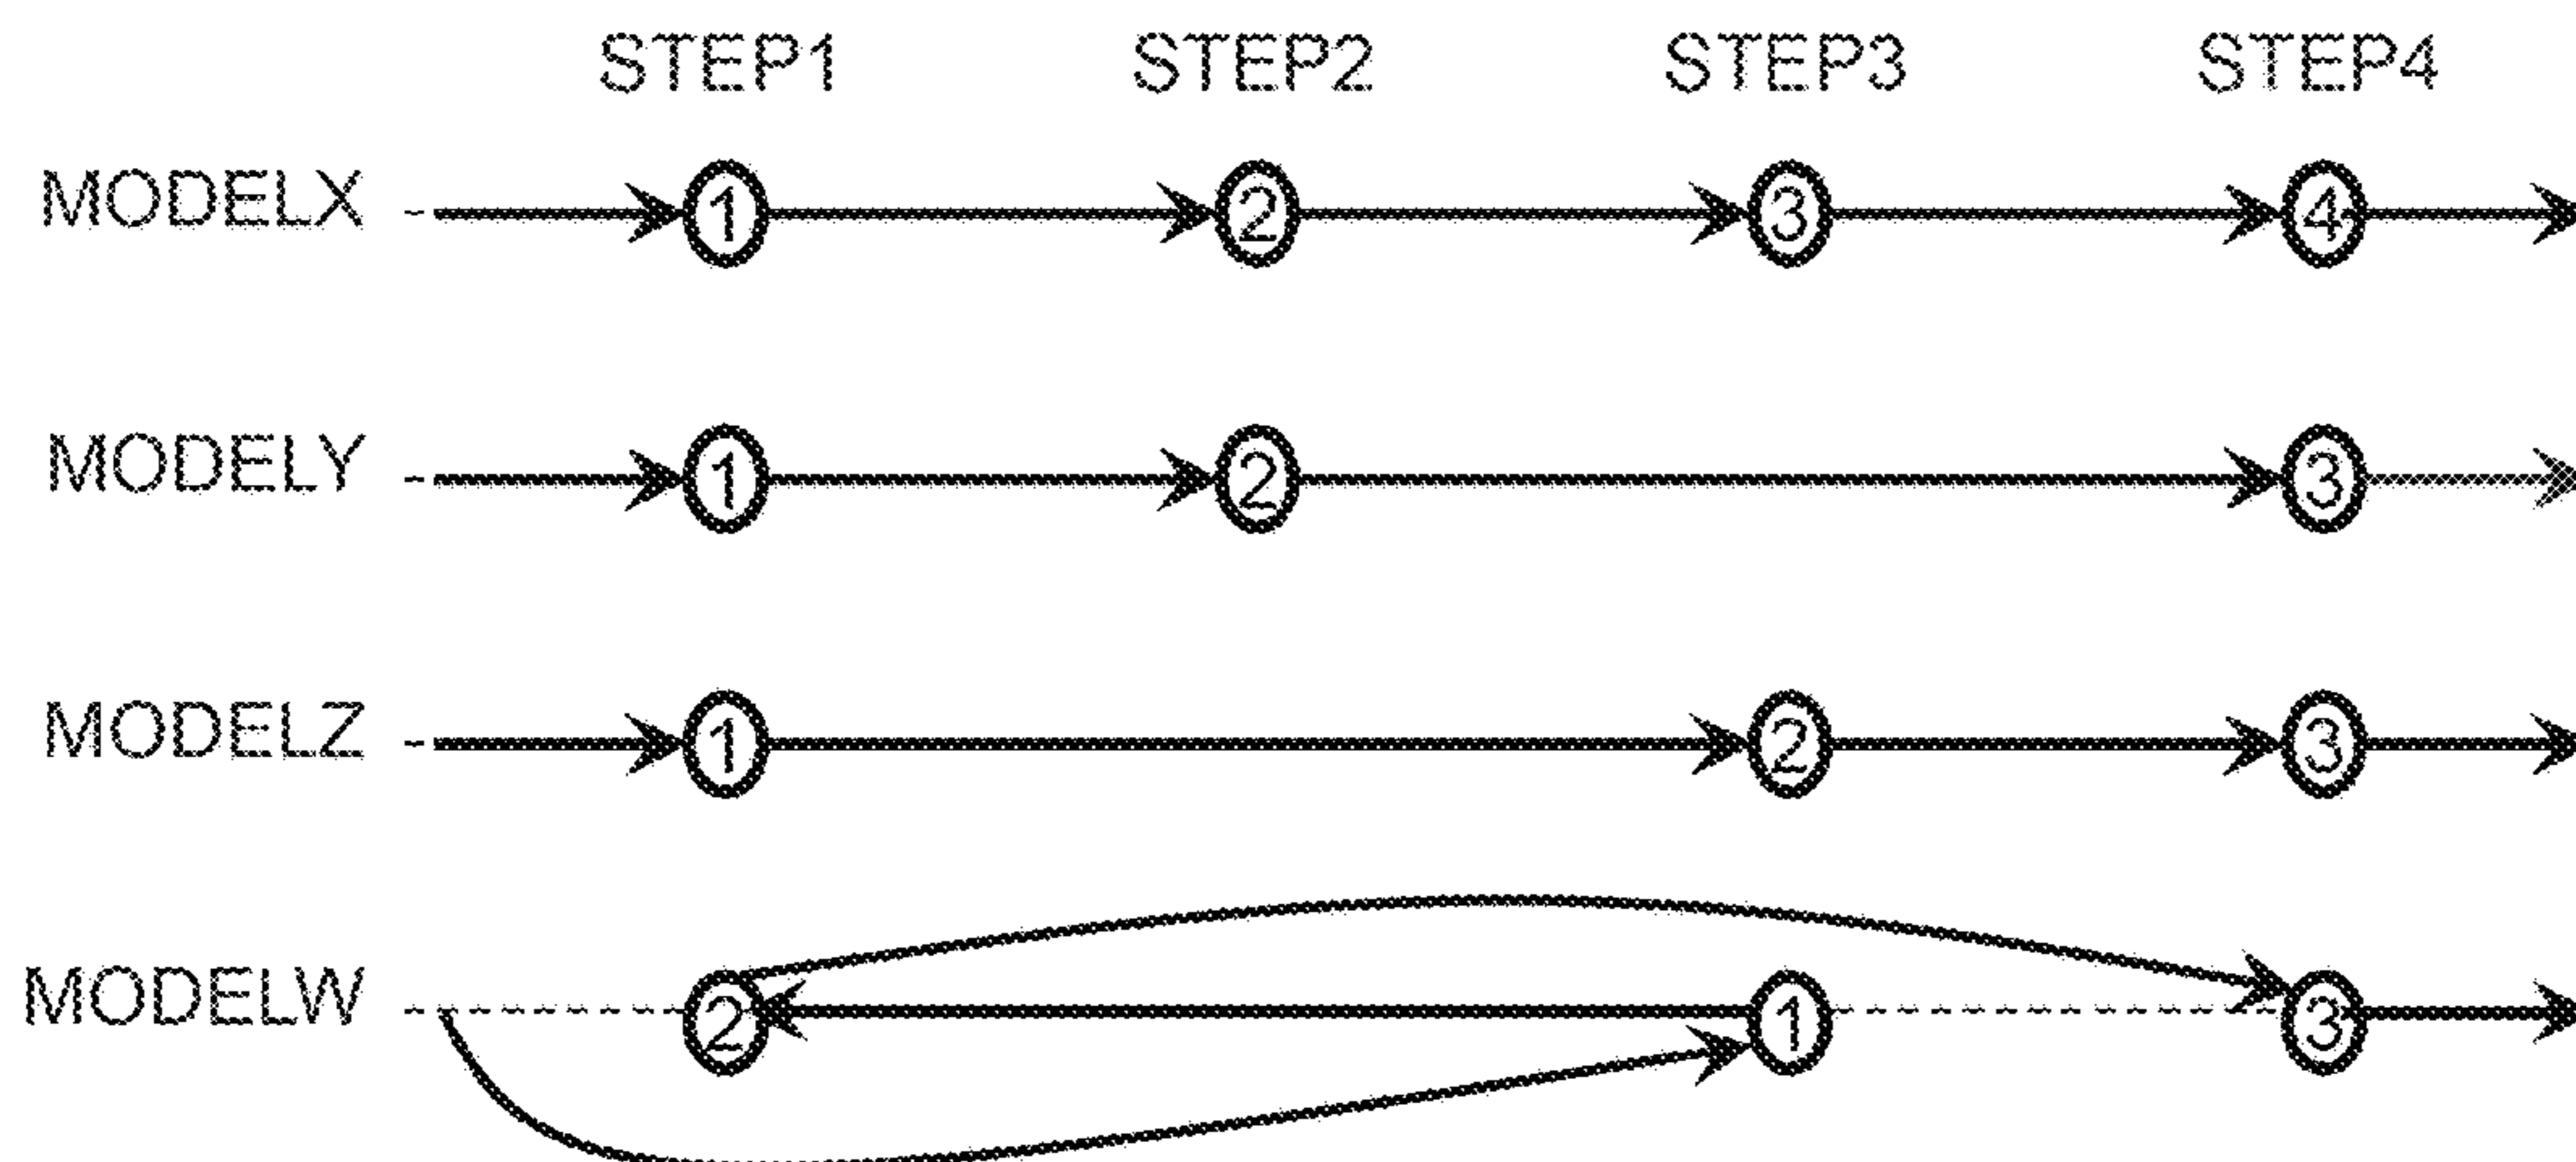 STEP1 STEP2 STEP3 STEP4
MODELX 1 2 3 4
MODELY 1 2 3
MODELZ 1 2 3
MODELW 2 1 3